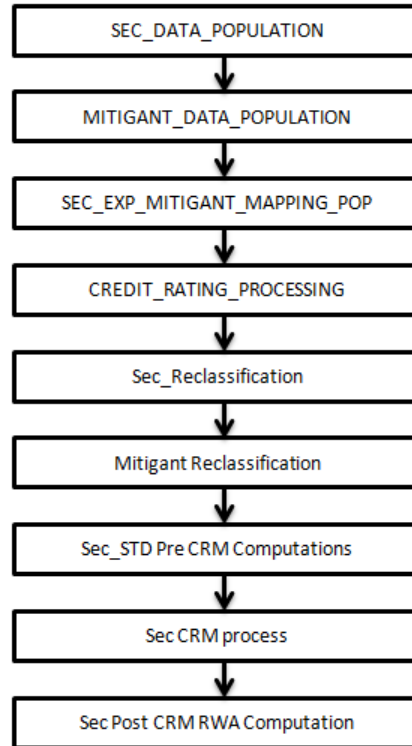 SEC_DATA_POPULATION
MITIGANT_DATA_POPULATION
SEC_EXP_MITIGANT_MAPPING_POP
CREDIT_RATING_PROCESSING
Sec_Reclassification
Mitigant Reclassification
Sec_STD Pre CRM Computations
Sec CRM process
Sec Post CRM RWA Computation